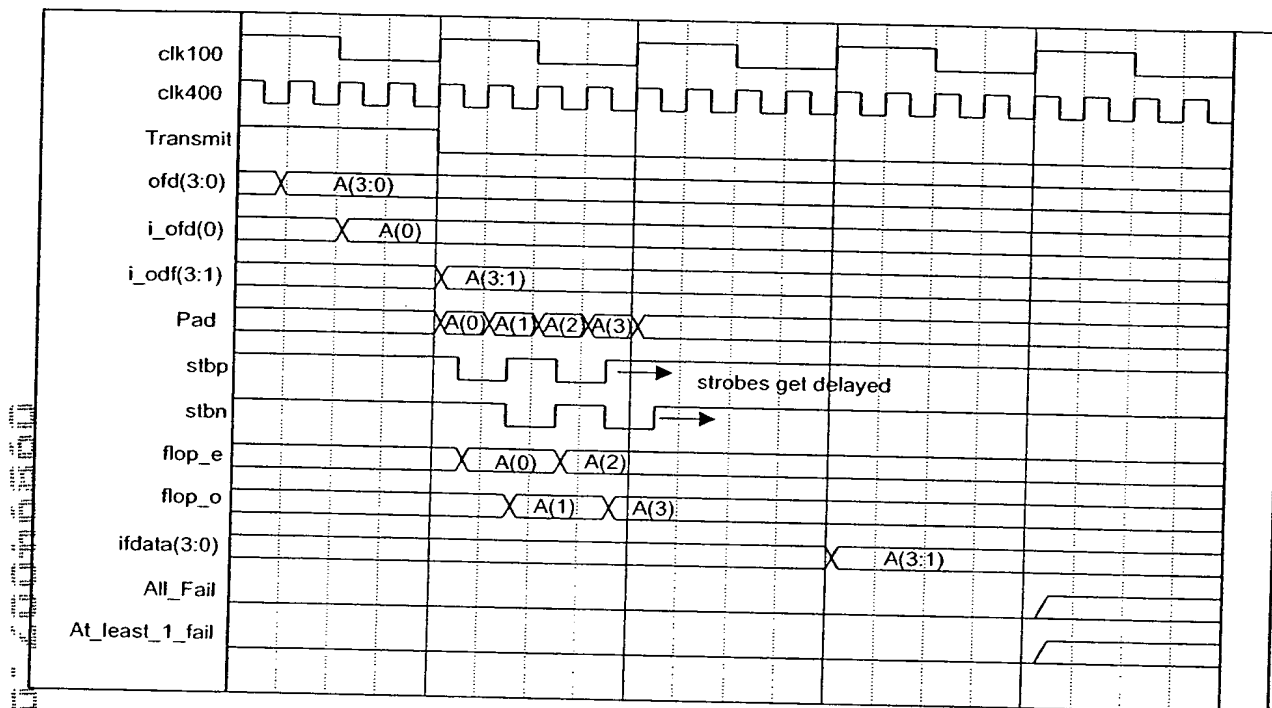 clk100
clk400
Transmit
ofd(3:0) A(3:0)
i_ofd(0) A(0)
i_odf(3:1) A(3:1)
Pad A(0) A(1) A(2) A(3)
stbp strobes get delayed
stbn
flop_e A(0) A(2)
flop_o A(1) A(3)
ifdata(3:0) A(3:1)
All_Fail
At_least_1_fail